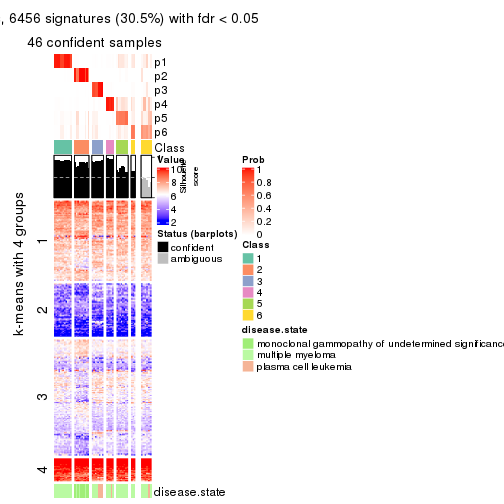 , 6456 signatures (30.5%) with fdr < 0.05
46 confident samples
p1
p2
p3
p4
p5
p6
Class
Silhouette
score
Value
10
8
6
4
2
Status (barplots)
confident
ambiguous
Prob
1
0.8
0.6
0.4
0.2
0
Class
1
2
3
4
5
6
disease.state
monoclonal gammopathy of undetermined significance
multiple myeloma
plasma cell leukemia
k-means with 4 groups
1
2
3
4
disease.state